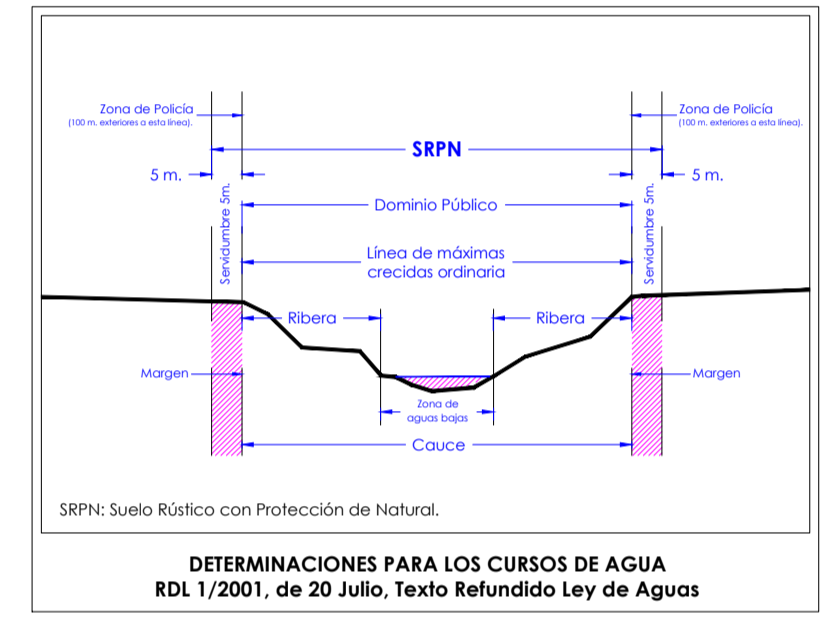 Zona de Policía
(100 m. exteriores a esta línea).
Zona de Policía
(100 m. exteriores a esta línea).
SRPN
5 m.
5 m.
Servidumbre 5m.
Servidumbre 5m.
Dominio Público
Línea de máximas
crecidas ordinaria
Ribera
Ribera
Margen
Margen
Zona de
aguas bajas
Cauce
SRPN: Suelo Rústico con Protección de Natural.
DETERMINACIONES PARA LOS CURSOS DE AGUA
RDL 1/2001, de 20 Julio, Texto Refundido Ley de Aguas